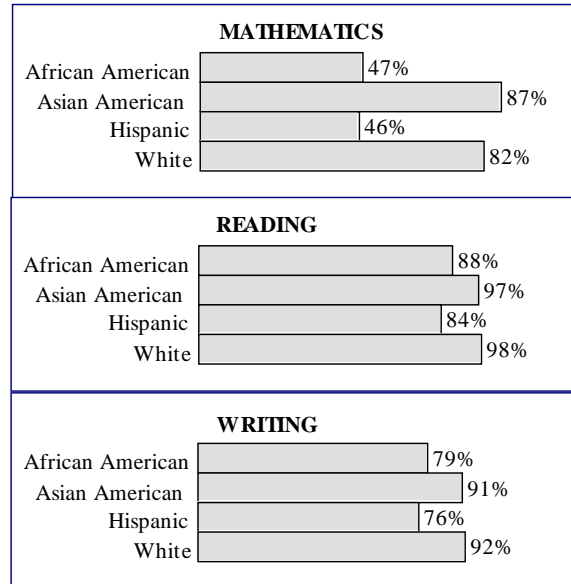 MATHEMATICS
African American 47%
Asian American 87%
Hispanic 46%
White 82%
READING
African American 88%
Asian American 97%
Hispanic 84%
White 98%
WRITING
African American 79%
Asian American 91%
Hispanic 76%
White 92%